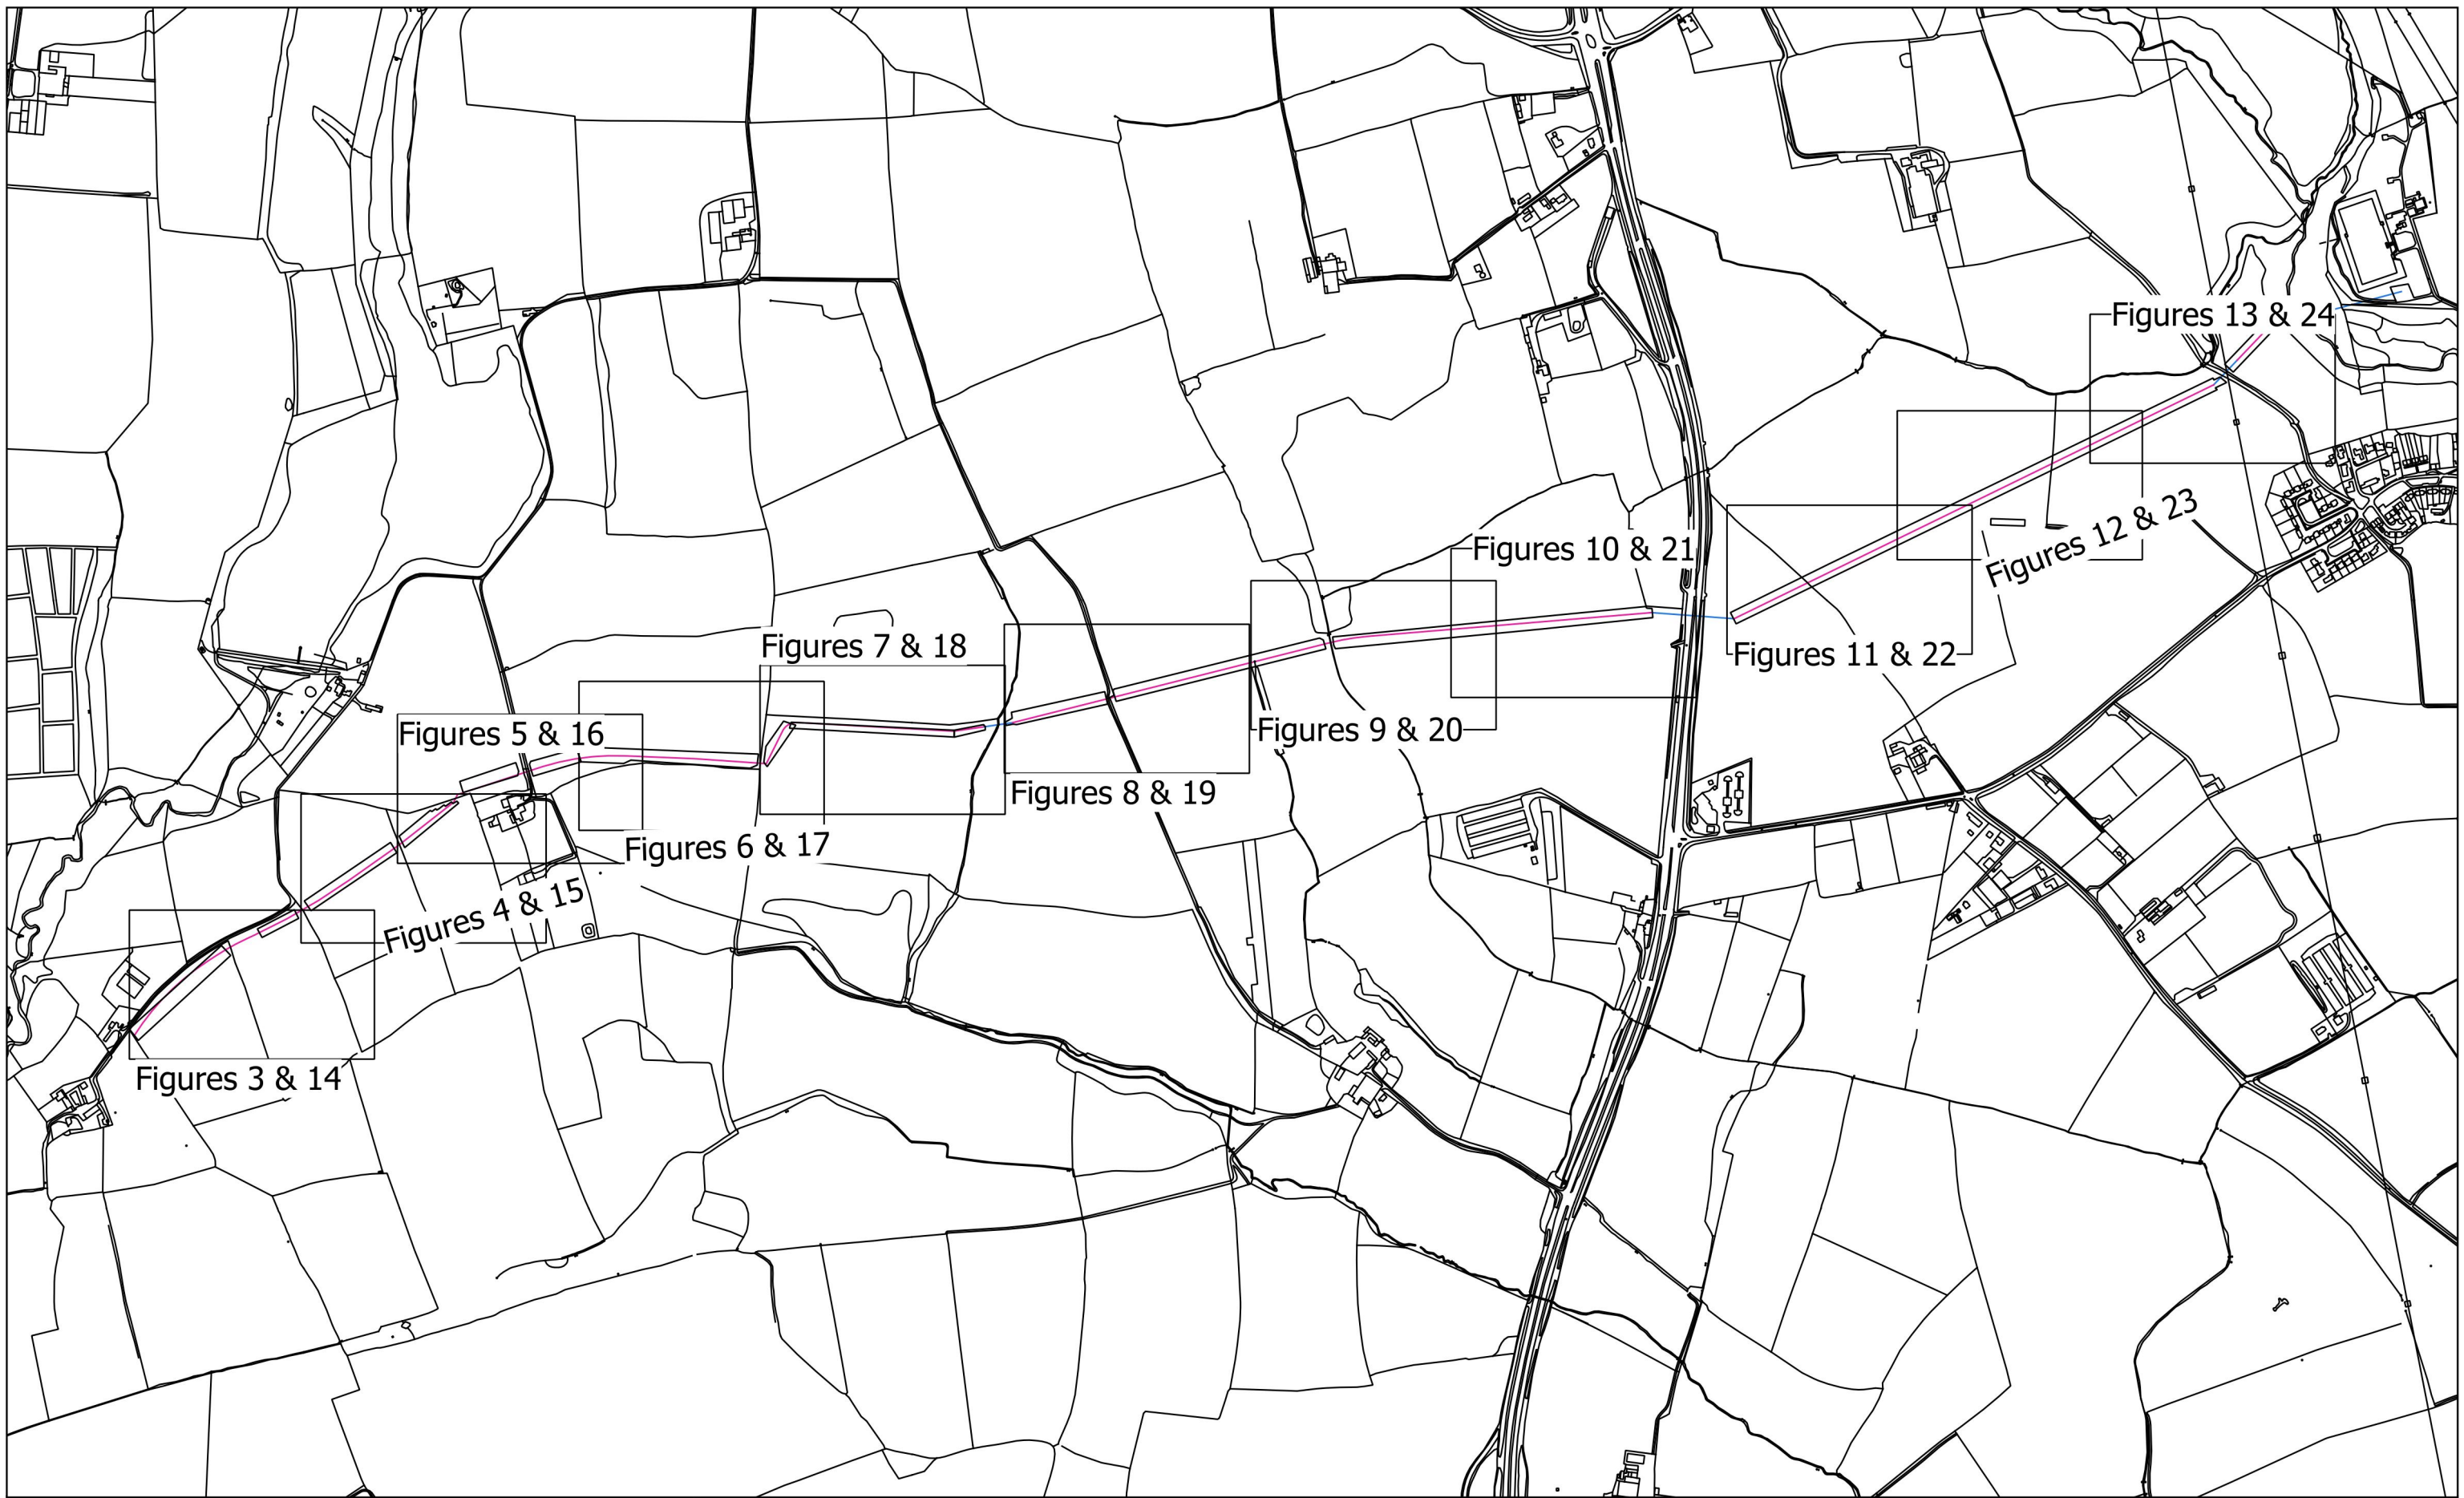 Figures 13 & 24
Figures 12 & 23
Figures 10 & 21
Figures 11 & 22
Figures 7 & 18
Figures 9 & 20
Figures 5 & 16
Figures 8 & 19
Figures 6 & 17
Figures 4 & 15
Figures 3 & 14